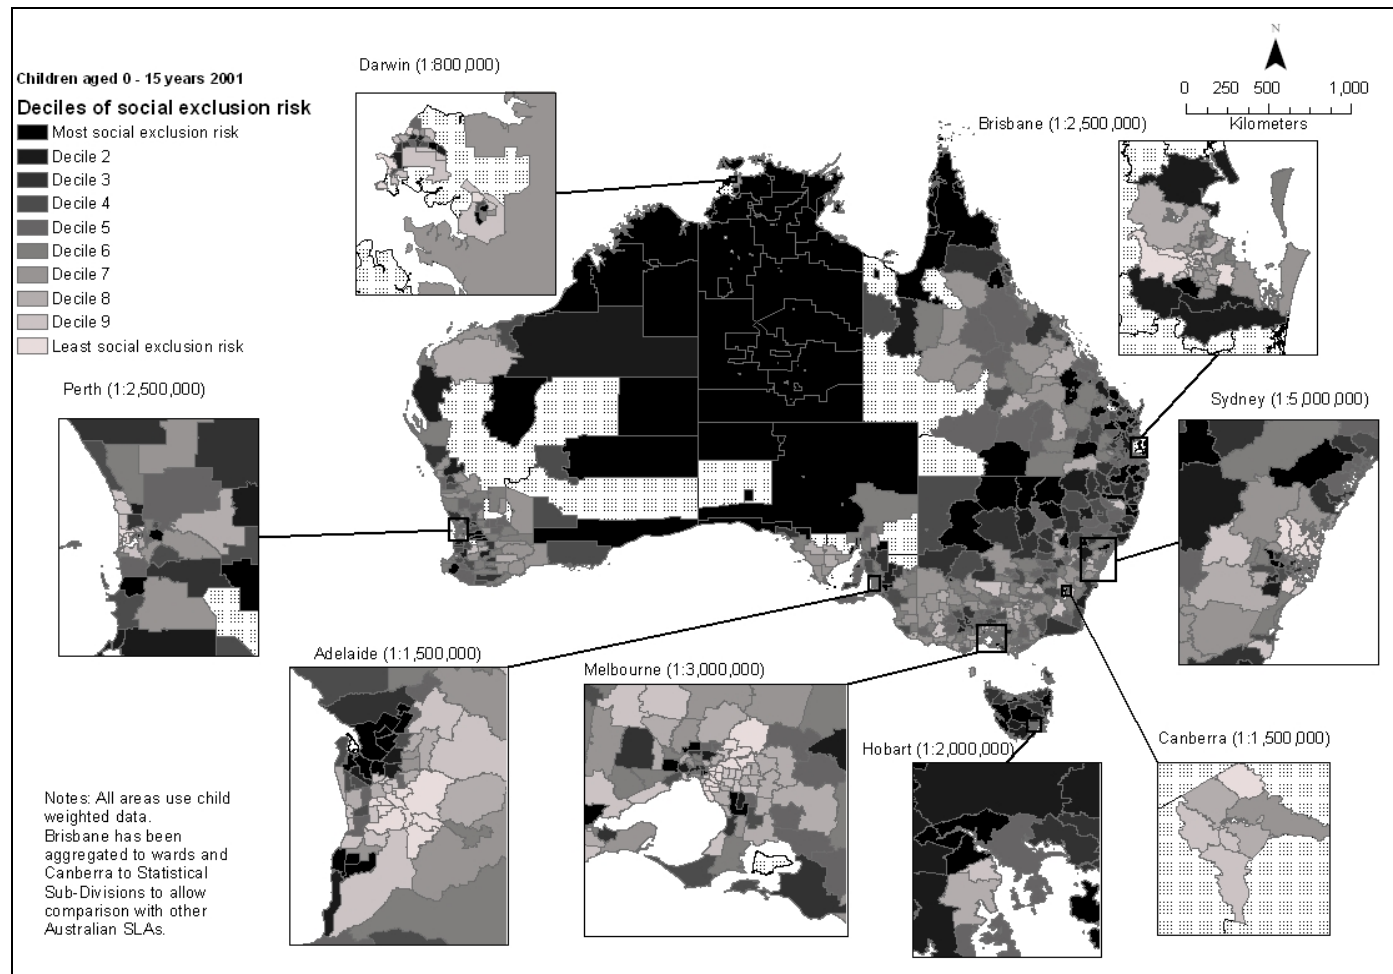 Children aged 0 - 15 years 2001
Deciles of social exclusion risk
Most social exclusion risk
Decile 2
Decile 3
Decile 4
Decile 5
Decile 6
Decile 7
Decile 8
Decile 9
Least social exclusion risk
Darwin (1:800,000)
N
0 250 500 1,000
Kilometers
Brisbane (1:2,500,000)
Perth (1:2,500,000)
Sydney (1:5,000,000)
Adelaide (1:1,500,000)
Melbourne (1:3,000,000)
Hobart (1:2,000,000)
Canberra (1:1,500,000)
Notes: All areas use child
weighted data.
Brisbane has been
aggregated to wards and
Canberra to Statistical
Sub-Divisions to allow
comparison with other
Australian SLAs.